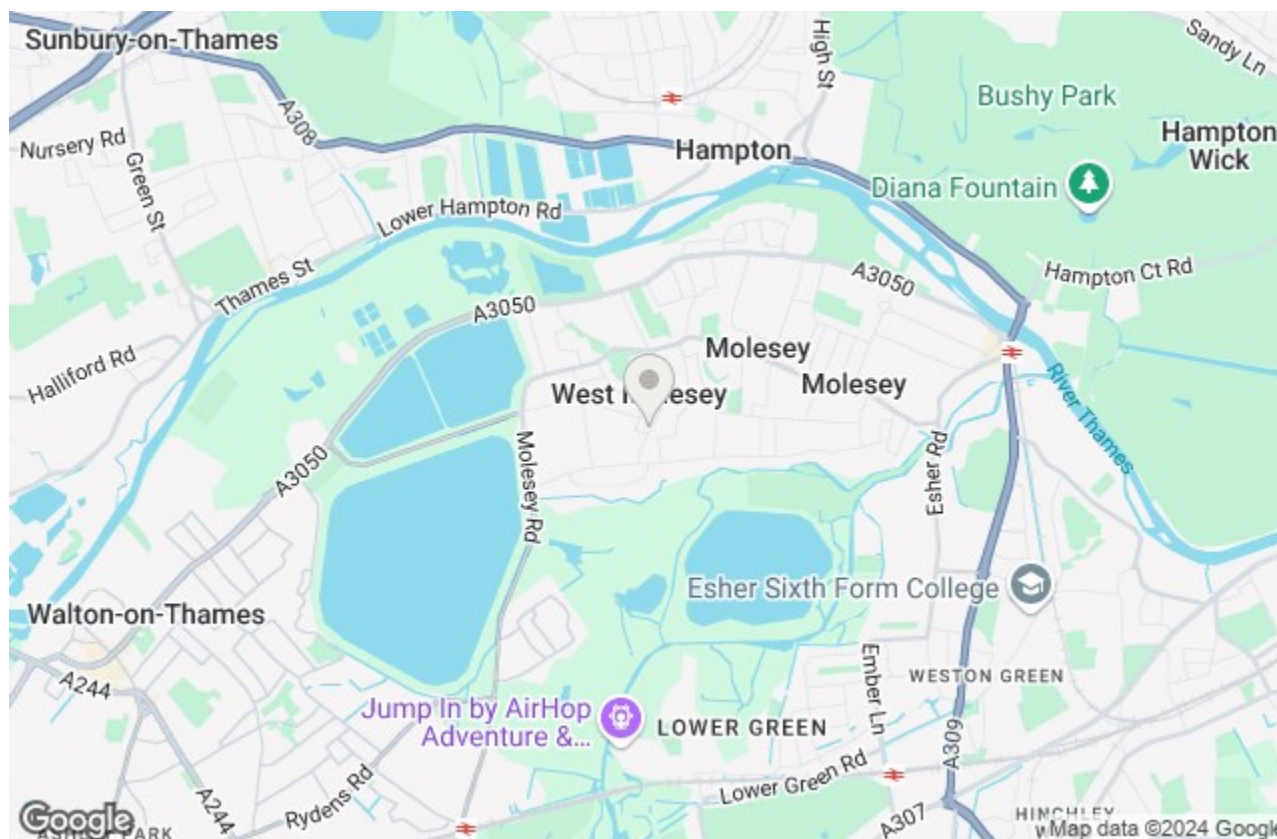 Sunbury-on-Thames
High St
Sandy Ln
A308
Bushy Park
Nursery Rd
Hampton
Hampton
Wick
Green St
Diana Fountain
Lower Hampton Rd
Thames St
A3050
Hampton Ct Rd
A3050
Halliford Rd
Molesey
West
Molesey
River Thames
A3050
Molesey Rd
Esher Rd
Esher Sixth Form College
Walton-on-Thames
Ember Ln
WESTON GREEN
A244
Jump In by AirHop
Adventure &...
LOWER GREEN
A309
Lower Green Rd
Rydens Rd
A244
A307
HINCHLEY
Google
PARK
Map data ©2024 Google